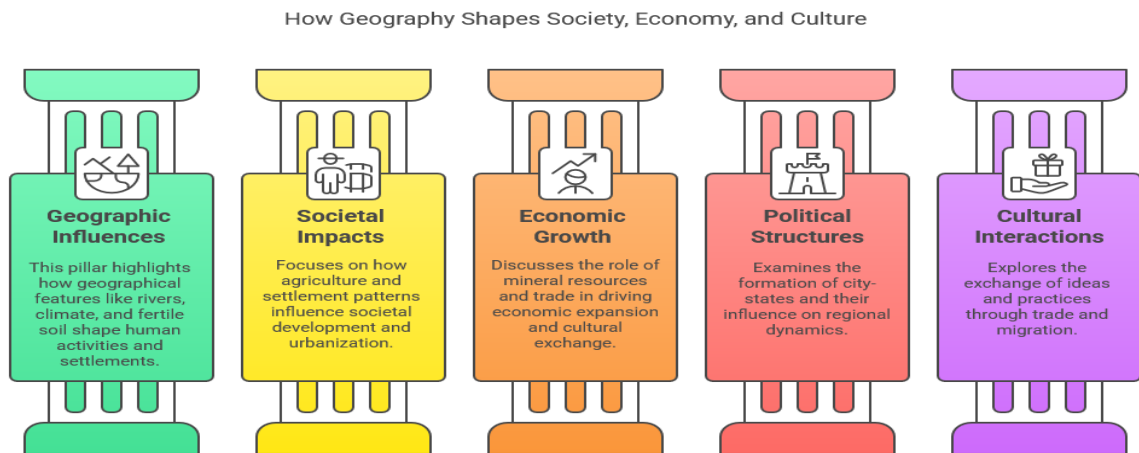 How Geography Shapes Society, Economy, and Culture
Geographic
Influences
This pillar highlights
how geographical
features like rivers,
climate, and fertile
soil shape human
activities and
settlements.
Societal
Impacts
Focuses on how
agriculture and
settlement patterns
influence societal
development and
urbanization.
Economic
Growth
Discusses the role of
mineral resources
and trade in driving
economic expansion
and cultural
exchange.
Political
Structures
Examines the
formation of city-
states and their
influence on regional
dynamics.
Cultural
Interactions
Explores the
exchange of ideas
and practices
through trade and
migration.